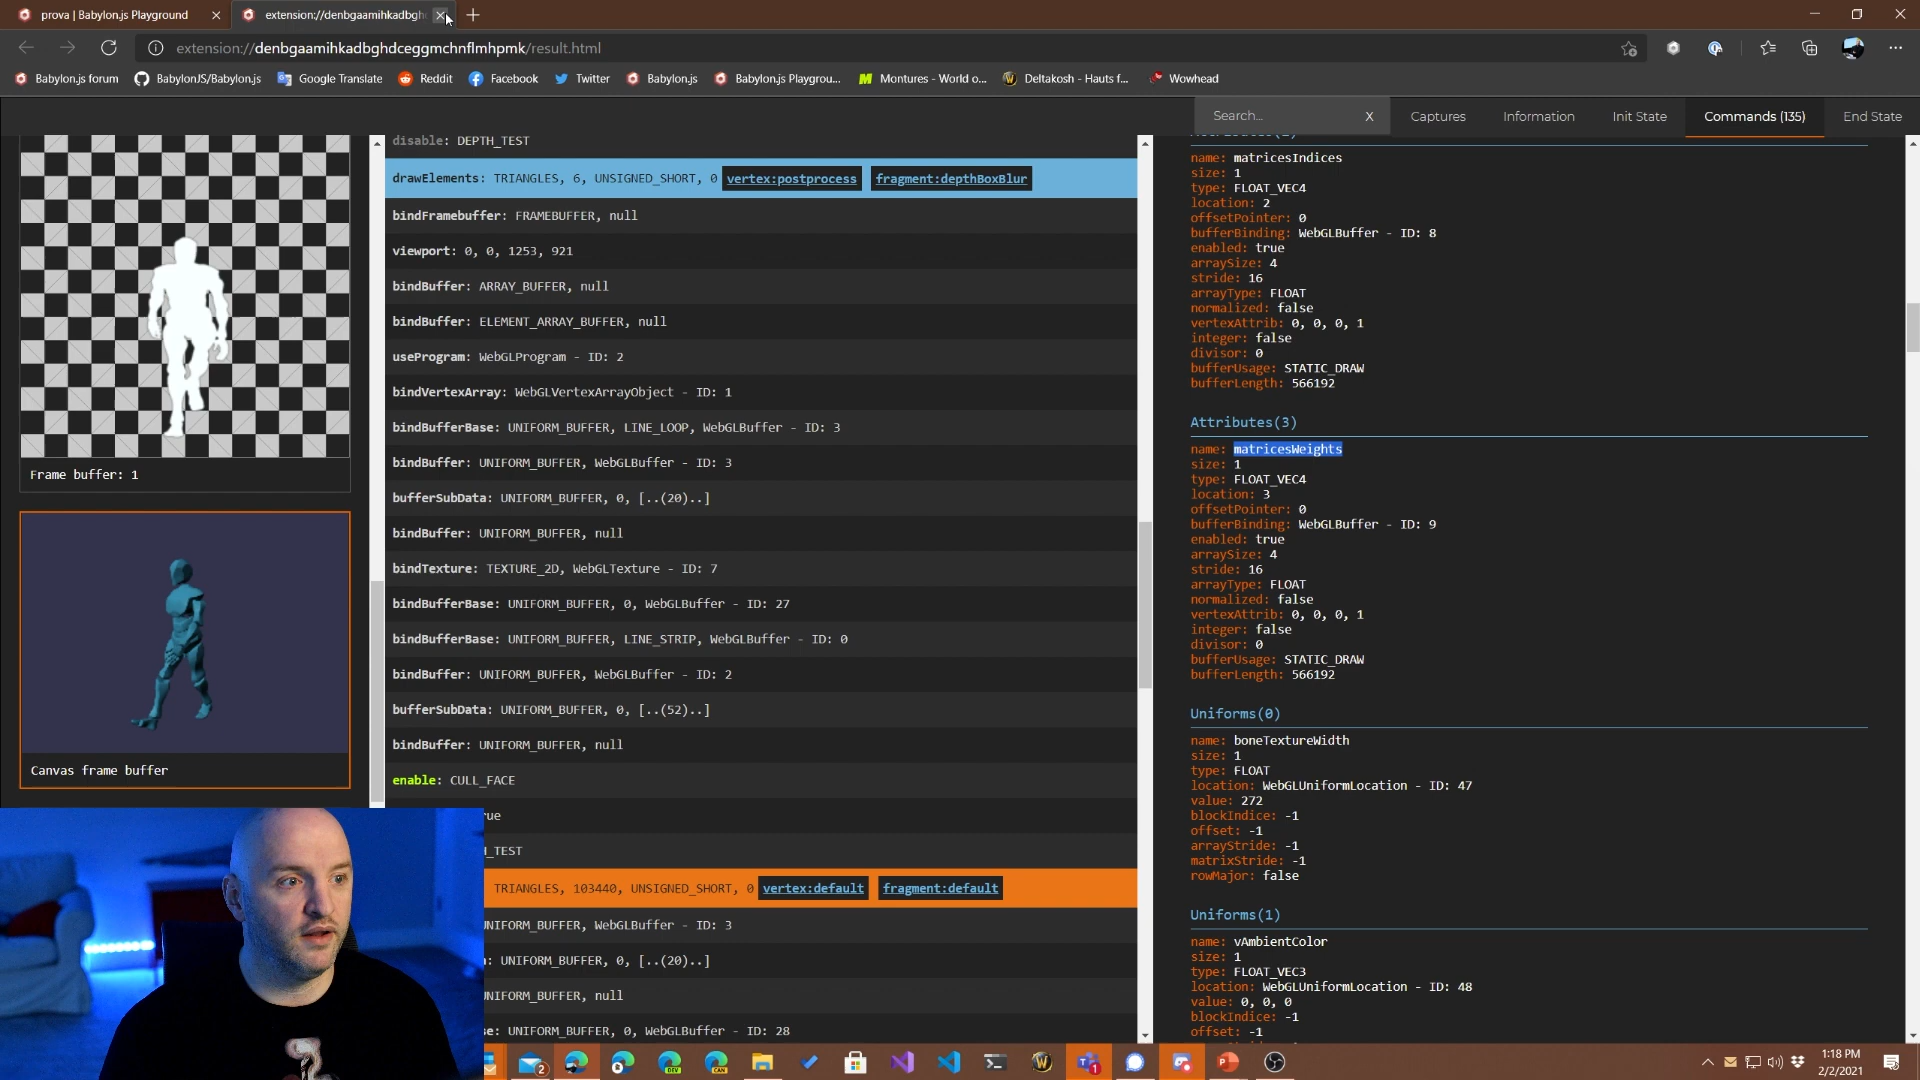 prova | Babylon.js Playground
extension://denbgaamihkadbgh
extension://denbgaamihkadbghdceggmchnflmhpmk/result.html
Babylon.js forum
BabylonJS/Babylon.js
Google Translate
Reddit
Facebook
Twitter
Babylon.js
Babylon.js Playgrou...
Montures - World o...
Deltakosh - Hauts f...
Wowhead
Search...
X
Captures
Information
Init State
Commands (135)
End State
Frame buffer: 1
Canvas frame buffer
disable: DEPTH_TEST
drawElements: TRIANGLES, 6, UNSIGNED_SHORT, 0 vertex:postprocess fragment:depthBoxBlur
bindFramebuffer: FRAMEBUFFER, null
viewport: 0, 0, 1253, 921
bindBuffer: ARRAY_BUFFER, null
bindBuffer: ELEMENT_ARRAY_BUFFER, null
useProgram: WebGLProgram - ID: 2
bindVertexArray: WebGLVertexArrayObject - ID: 1
bindBufferBase: UNIFORM_BUFFER, LINE_LOOP, WebGLBuffer - ID: 3
bindBuffer: UNIFORM_BUFFER, WebGLBuffer - ID: 3
bufferSubData: UNIFORM_BUFFER, 0, [..(20)..]
bindBuffer: UNIFORM_BUFFER, null
bindTexture: TEXTURE_2D, WebGLTexture - ID: 7
bindBufferBase: UNIFORM_BUFFER, 0, WebGLBuffer - ID: 27
bindBufferBase: UNIFORM_BUFFER, LINE_STRIP, WebGLBuffer - ID: 0
bindBuffer: UNIFORM_BUFFER, WebGLBuffer - ID: 2
bufferSubData: UNIFORM_BUFFER, 0, [..(52)..]
bindBuffer: UNIFORM_BUFFER, null
enable: CULL_FACE
rue
H_TEST
TRIANGLES, 103440, UNSIGNED_SHORT, 0 vertex:default fragment:default
UNIFORM_BUFFER, WebGLBuffer - ID: 3
a: UNIFORM_BUFFER, 0, [..(20)..]
UNIFORM_BUFFER, null
se: UNIFORM_BUFFER, 0, WebGLBuffer - ID: 28
name: matricesIndices
size: 1
type: FLOAT_VEC4
location: 2
offsetPointer: 0
bufferBinding: WebGLBuffer - ID: 8
enabled: true
arraySize: 4
stride: 16
arrayType: FLOAT
normalized: false
vertexAttrib: 0, 0, 0, 1
integer: false
divisor: 0
bufferUsage: STATIC_DRAW
bufferLength: 566192
Attributes(3)
name: matricesWeights
size: 1
type: FLOAT_VEC4
location: 3
offsetPointer: 0
bufferBinding: WebGLBuffer - ID: 9
enabled: true
arraySize: 4
stride: 16
arrayType: FLOAT
normalized: false
vertexAttrib: 0, 0, 0, 1
integer: false
divisor: 0
bufferUsage: STATIC_DRAW
bufferLength: 566192
Uniforms(0)
name: boneTextureWidth
size: 1
type: FLOAT
location: WebGLUniformLocation - ID: 47
value: 272
blockIndice: -1
offset: -1
arrayStride: -1
matrixStride: -1
rowMajor: false
Uniforms(1)
name: vAmbientColor
size: 1
type: FLOAT_VEC3
location: WebGLUniformLocation - ID: 48
value: 0, 0, 0
blockIndice: -1
offset: -1
1:18 PM
2/2/2021